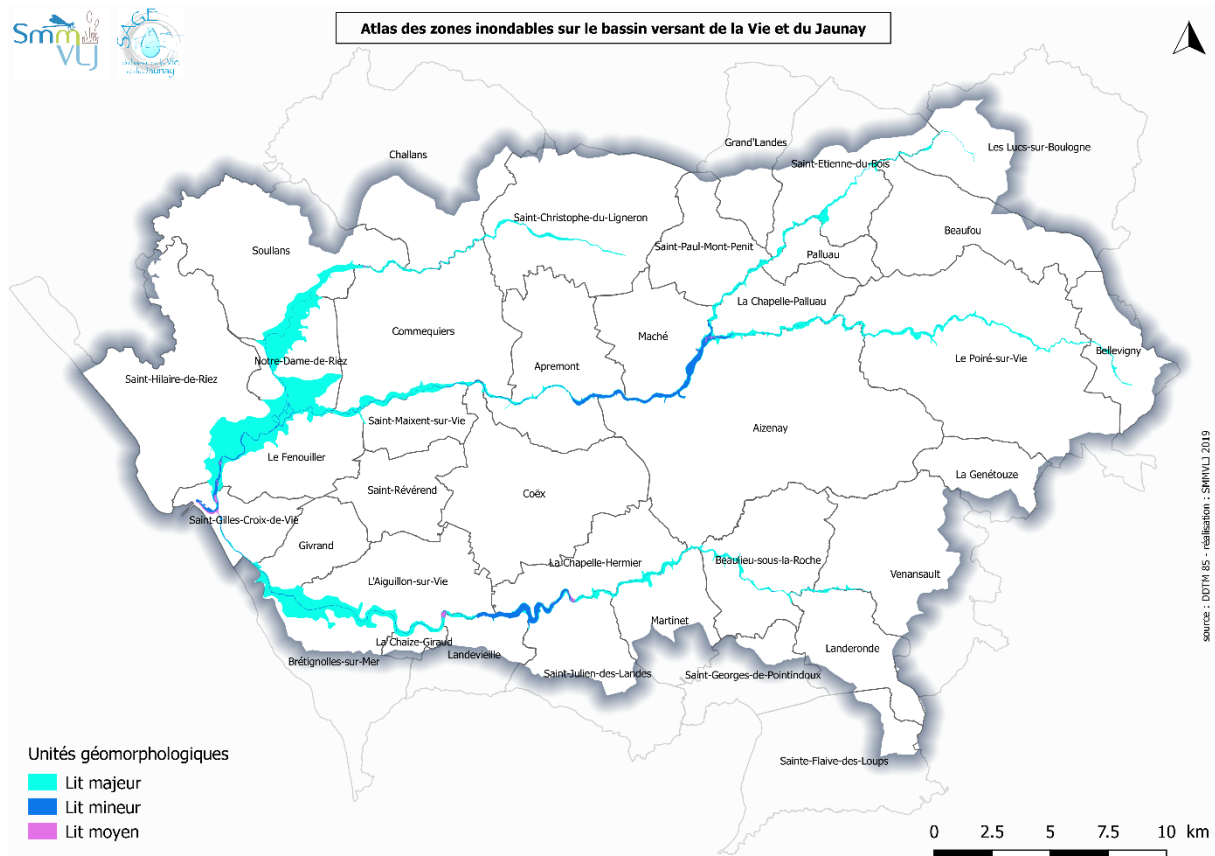 Smm
VLJ
SAGE
Atlas des zones inondables sur le bassin versant de la Vie et du Jaunay
Grand'Landes
Challans
Les Lucs-sur-Boulogne
Saint-Etienne-du-Bois
Saint-Christophe-du-Ligneron
Beaufou
Saint-Paul-Mont-Penit
Soullans
Palluau
La Chapelle-Palluau
Commequiers
Maché
Bellevigny
Notre-Dame-de-Riez
Le Poiré-sur-Vie
Apremont
Saint-Hilaire-de-Riez
Saint-Maixent-sur-Vie
Aizenay
Le Fenouiller
La Genétouze
Saint-Révérend
Coëx
Saint-Gilles-Croix-de-Vie
Givrand
La Chapelle-Hermier
Beaulieu-sous-la-Roche
Venansault
L'Aiguillon-sur-Vie
Martinet
La Chaize-Giraud
Landeronde
Landevieille
Brétignolles-sur-Mer
Saint-Julien-des-Landes
Saint-Georges-de-Pointindoux
Sainte-Flaive-des-Loups
source : DDTM 85 - réalisation : SMMVLJ 2019
Unités géomorphologiques
Lit majeur
Lit mineur
Lit moyen
0 2.5 5 7.5 10 km